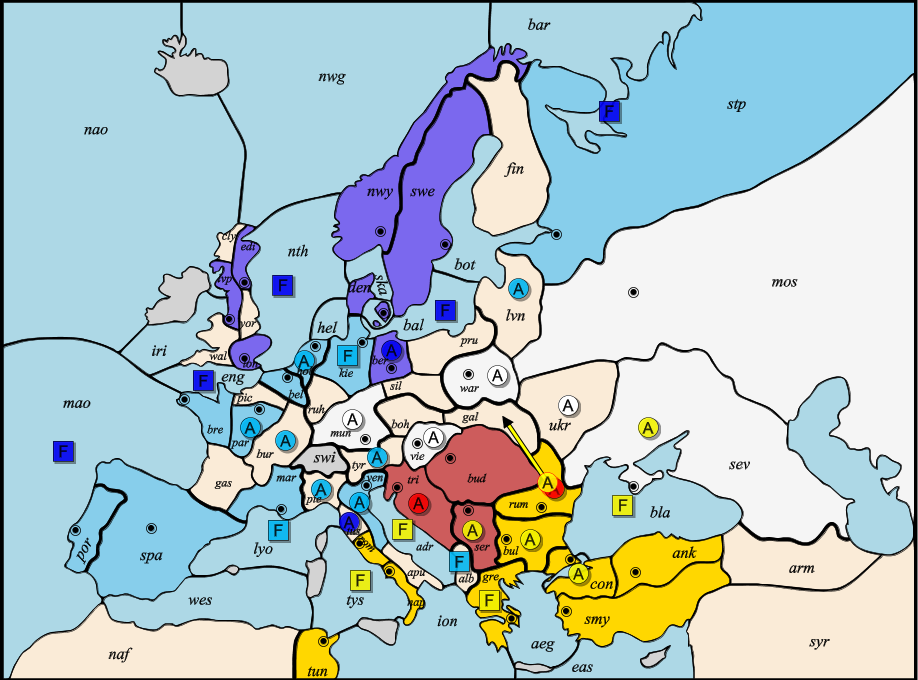 bar
nwg
stp
nao
fin
nwy
swe
mos
cly
edi
nth
bot
den
ska
lvp
lvn
yor
hel
bal
iri
wal
pru
lon
kie
ber
eng
hol
war
mao
sil
pic
bel
ruh
gal
ukr
bre
par
mun
boh
bur
vie
swi
tyr
sev
mar
ven
tri
bud
gas
pie
rum
bla
por
spa
tus
lyo
adr
ser
bul
ank
rom
alb
arm
apu
gre
con
wes
tys
nap
ion
smy
aeg
syr
naf
eas
tun
F
F
A
F
A
F
A
A
F
A
A
A
A
A
A
A
F
A
A
A
A
A
F
F
A
A
F
A
A
F
A
F
F